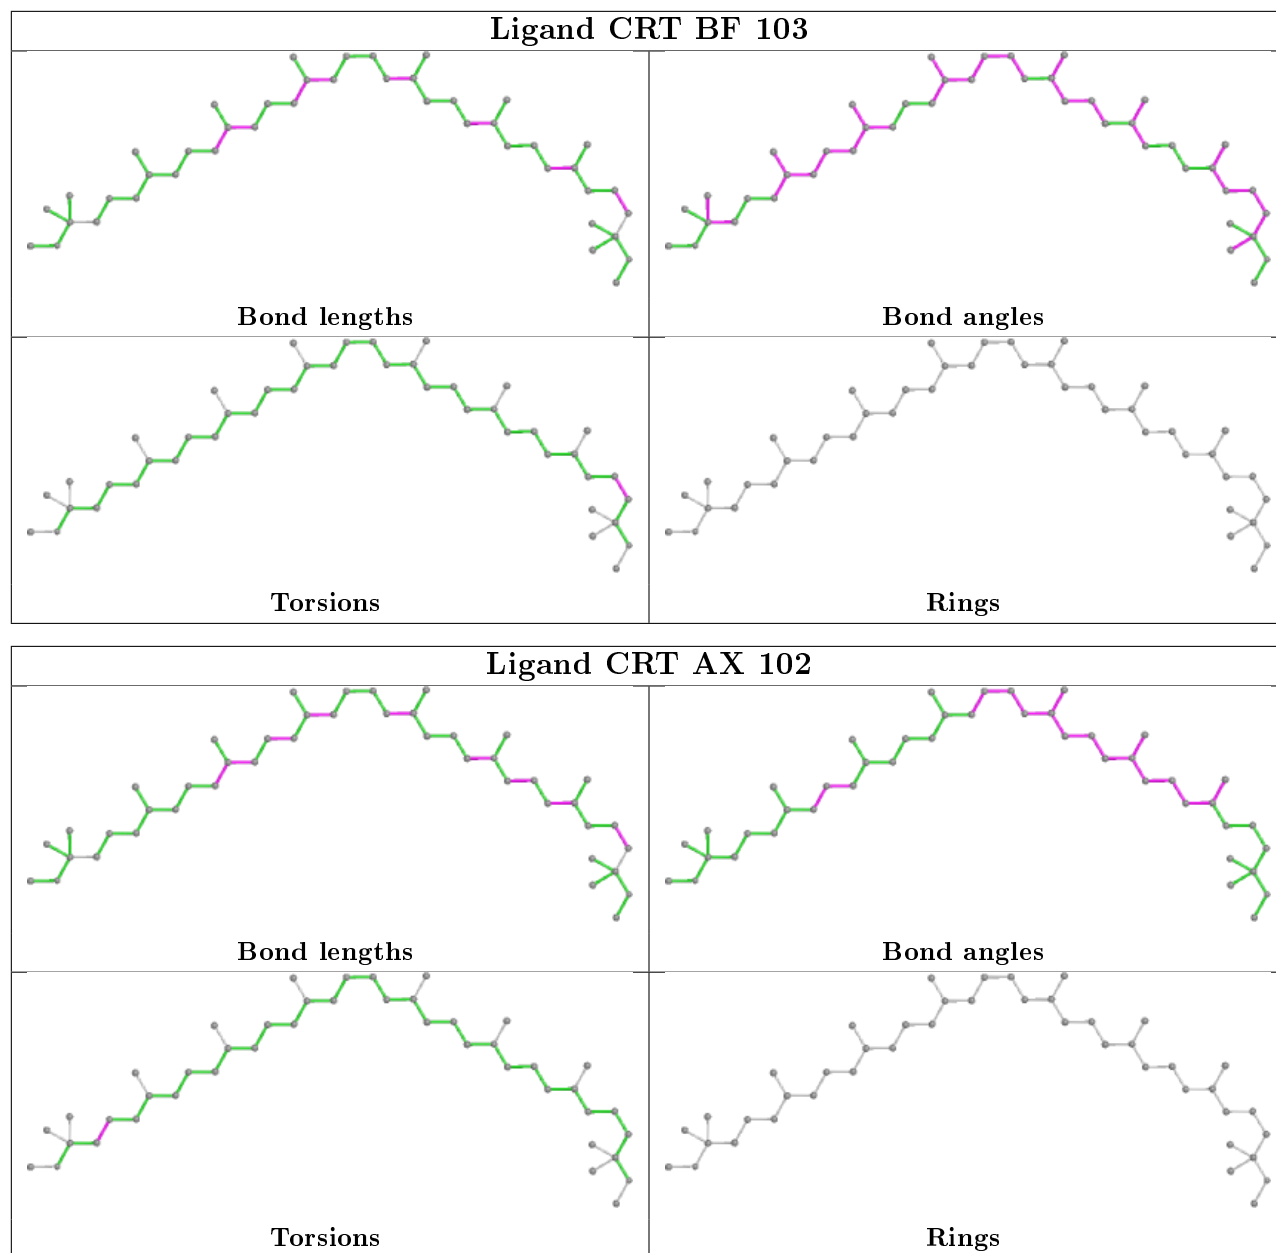 Ligand CRT BF 103
Bond lengths
Bond angles
Torsions
Rings
Ligand CRT AX 102
Bond lengths
Bond angles
Torsions
Rings